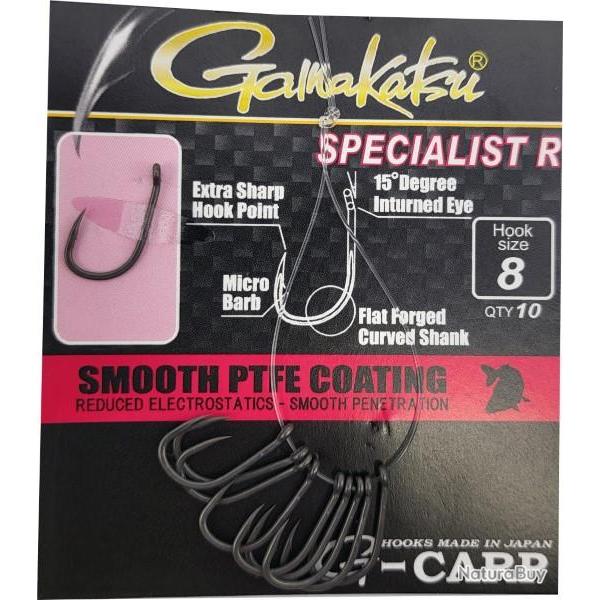 Gamakatsu®
SPECIALIST R
Extra Sharp
Hook Point
15°Degree
Inturned Eye
Hook
size
8
QTY 10
Micro
Barb
Flat Forged
Curved Shank
SMOOTH PTFE COATING
REDUCED ELECTROSTATICS - SMOOTH PENETRATION
HOOKS MADE IN JAPAN
G-CARP
NaturaBuy